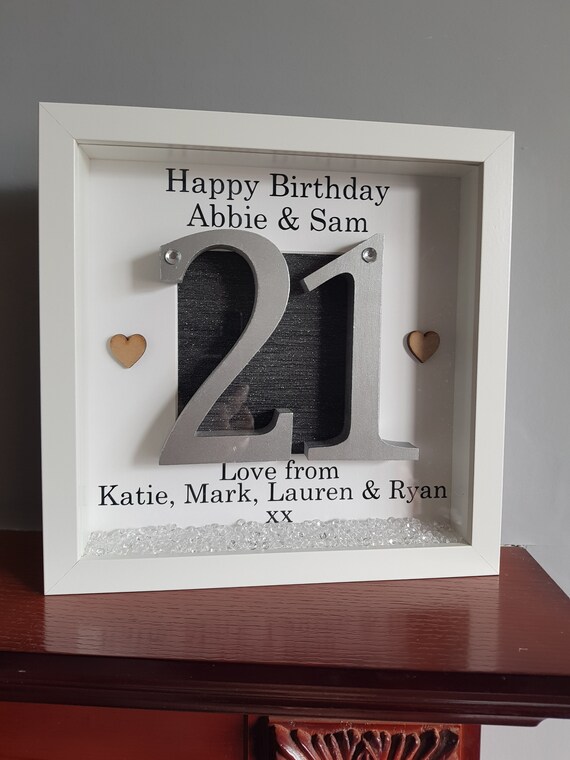 Happy Birthday
Abbie & Sam
21
Love from
Katie, Mark, Lauren & Ryan
xx